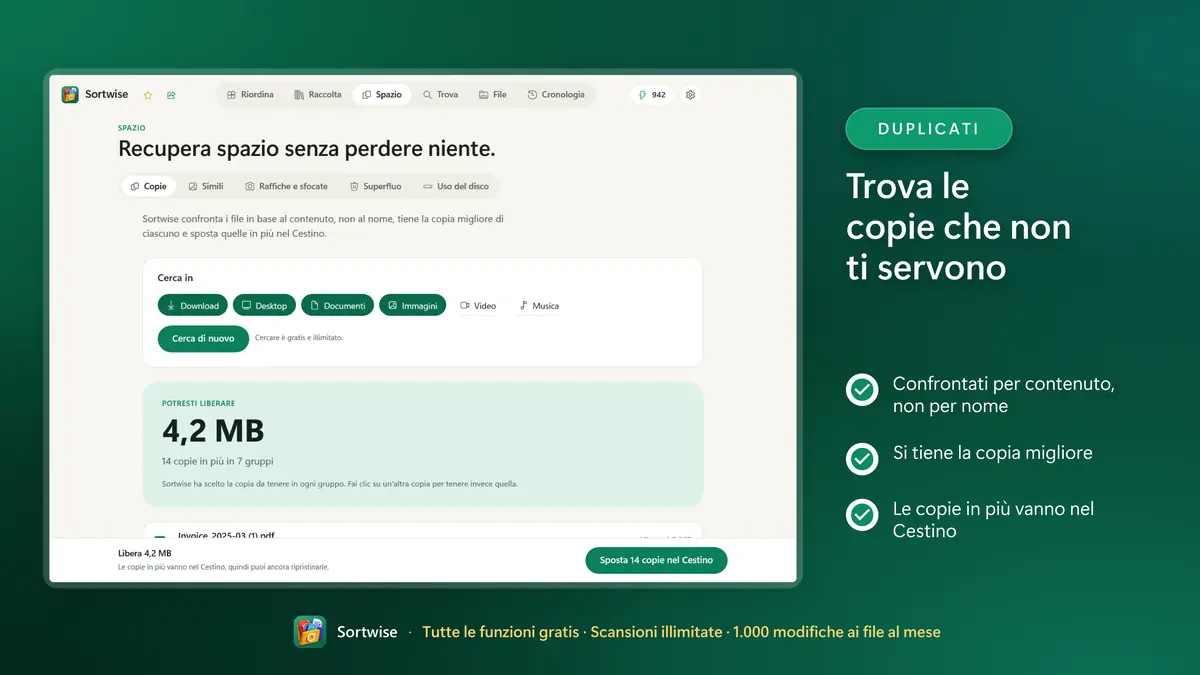 Sortwise
Riordina
Raccolta
Spazio
Trova
File
Cronologia
942
SPAZIO
Recupera spazio senza perdere niente.
Copie
Simili
Raffiche e sfocate
Superfluo
Uso del disco
Sortwise confronta i file in base al contenuto, non al nome, tiene la copia migliore di
ciascuno e sposta quelle in più nel Cestino.
Cerca in
Download
Desktop
Documenti
Immagini
Video
Musica
Cerca di nuovo
Cercare è gratis e illimitato.
POTRESTI LIBERARE
4,2 MB
14 copie in più in 7 gruppi
Sortwise ha scelto la copia da tenere in ogni gruppo. Fai clic su un'altra copia per tenere invece quella.
Invoice_2025-03 (1).pdf
Libera 4,2 MB
Le copie in più vanno nel Cestino, quindi puoi ancora ripristinarle.
Sposta 14 copie nel Cestino
DUPLICATI
Trova le
copie che non
ti servono
Confrontati per contenuto,
non per nome
Si tiene la copia migliore
Le copie in più vanno nel
Cestino
Sortwise · Tutte le funzioni gratis · Scansioni illimitate · 1.000 modifiche ai file al mese